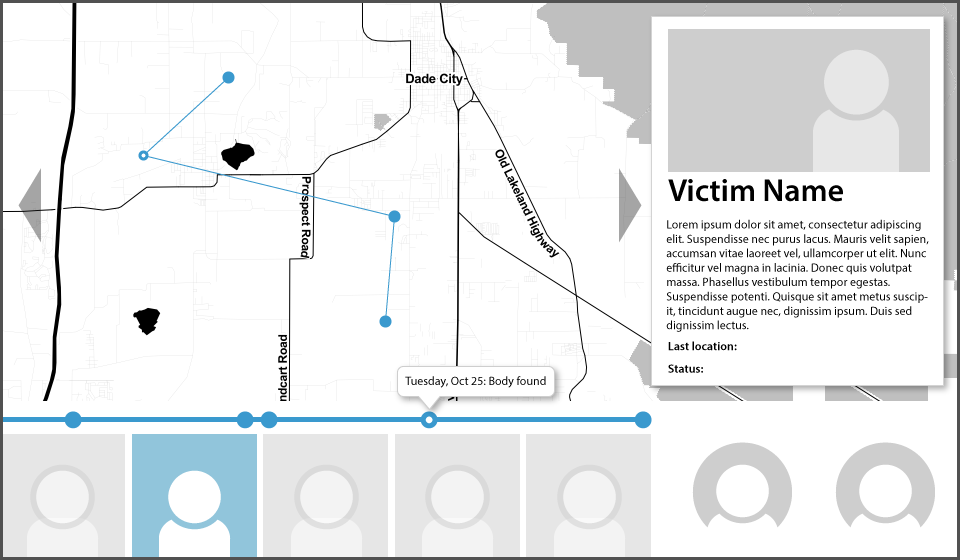 Dade City
Old Lakeland Highway
Prospect Road
ndcart Road
Victim Name
Lorem ipsum dolor sit amet, consectetur adipiscing
elit. Suspendisse nec purus lacus. Mauris velit sapien,
accumsan vitae laoreet vel, ullamcorper ut elit. Nunc
efficitur vel magna in lacinia. Donec quis volutpat
massa. Phasellus vestibulum tempor egestas.
Suspendisse potenti. Quisque sit amet metus suscip-
it, tincidunt augue nec, dignissim ipsum. Duis sed
dignissim lectus.
Last location:
Status:
Tuesday, Oct 25: Body found